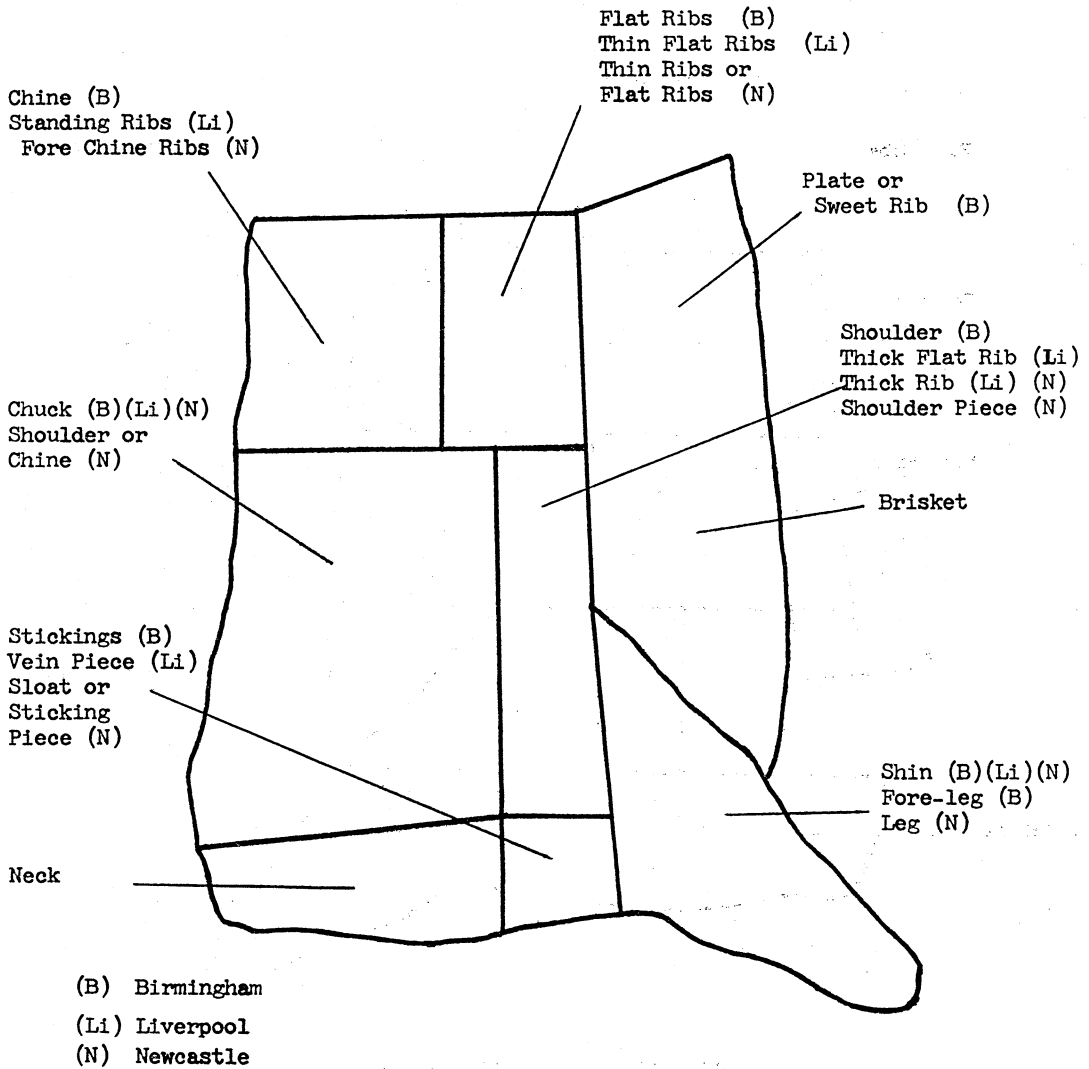 Flat Ribs (B)
Thin Flat Ribs (Li)
Thin Ribs or
Flat Ribs (N)
Chine (B)
Standing Ribs (Li)
Fore Chine Ribs (N)
Plate or
Sweet Rib (B)
Shoulder (B)
Thick Flat Rib (Li)
Thick Rib (Li) (N)
Shoulder Piece (N)
Chuck (B)(Li)(N)
Shoulder or
Chine (N)
Brisket
Stickings (B)
Vein Piece (Li)
Sloat or
Sticking
Piece (N)
Shin (B)(Li)(N)
Fore-leg (B)
Leg (N)
Neck
(B) Birmingham
(Li) Liverpool
(N) Newcastle